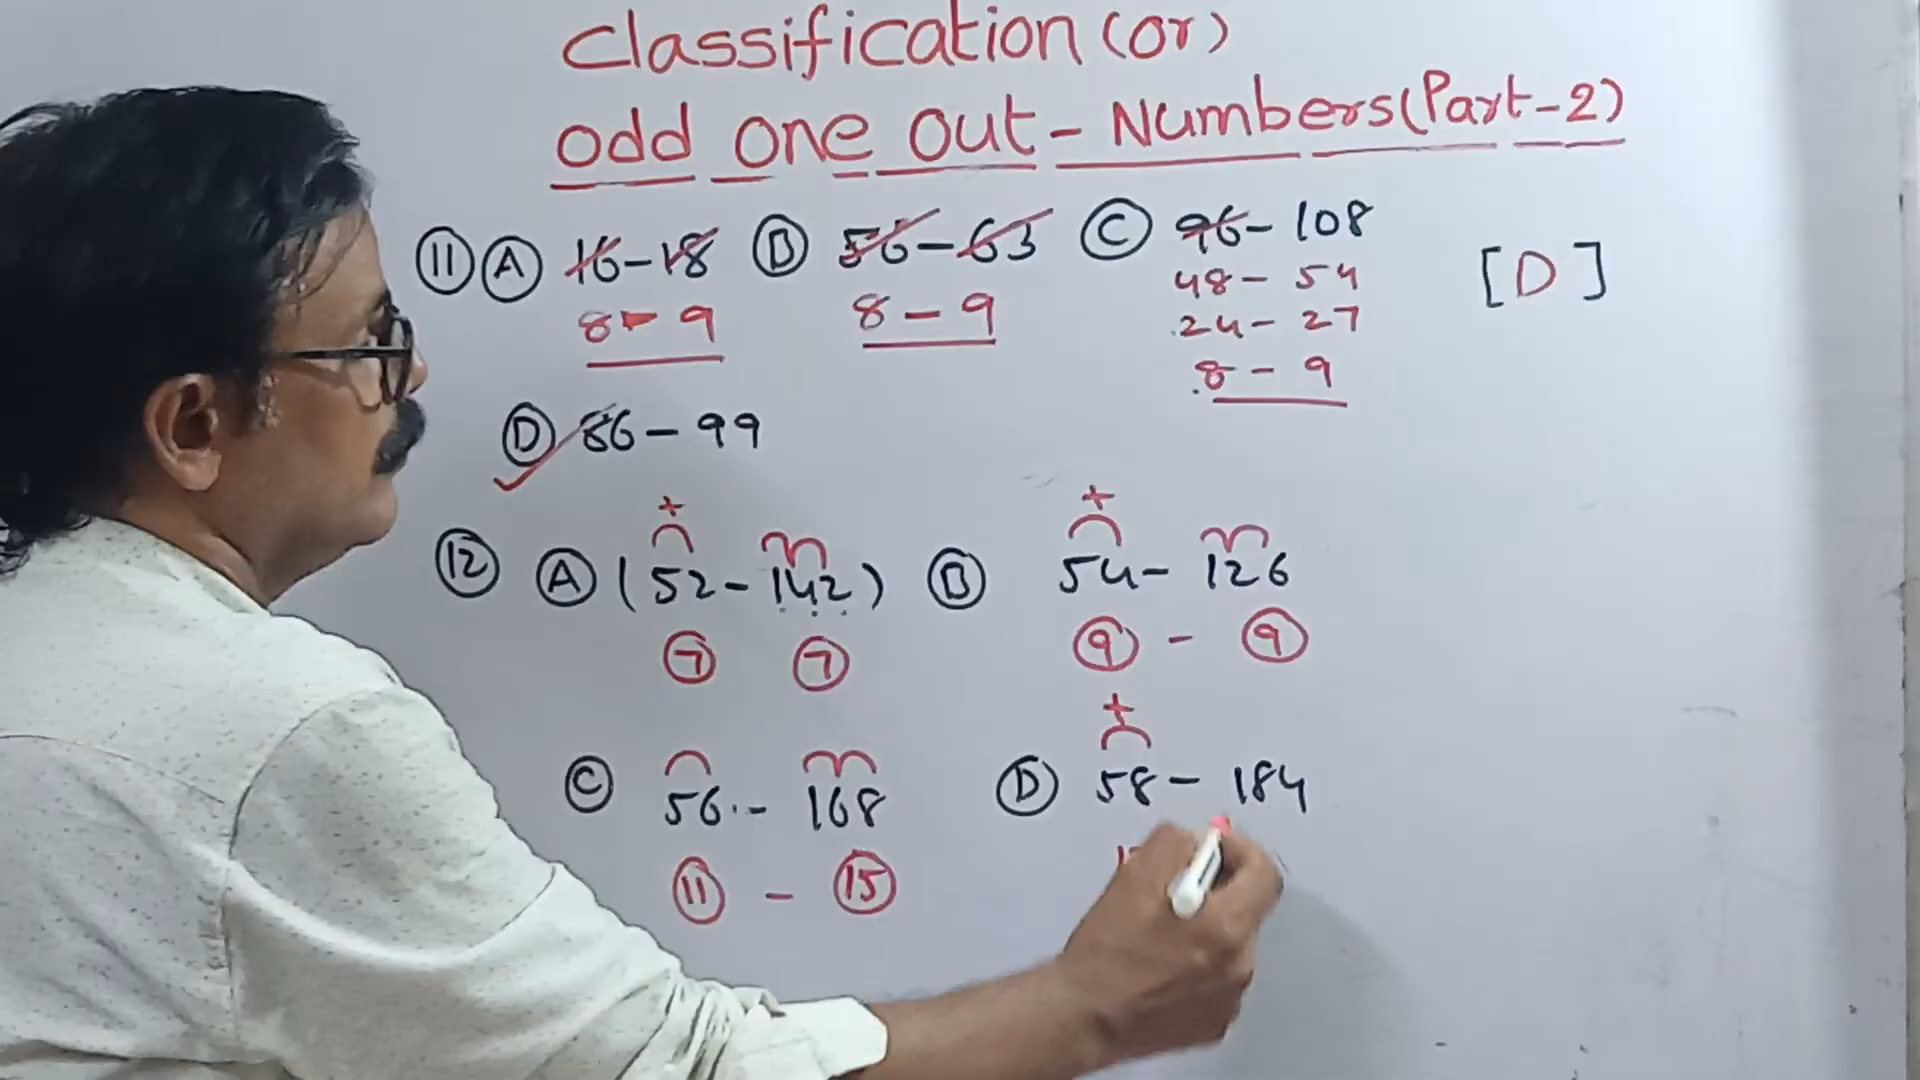 Classification (or)
odd one out - Numbers (Part-2)
11 A 16-18 B 56-63 C 96-108
8-9 8-9 48-54 [D]
24-27
8-9
D 86-99
+ +
12 A (52-142) B 54-126
7 7 9-9
+
C 56-168 D 58-184
11-15